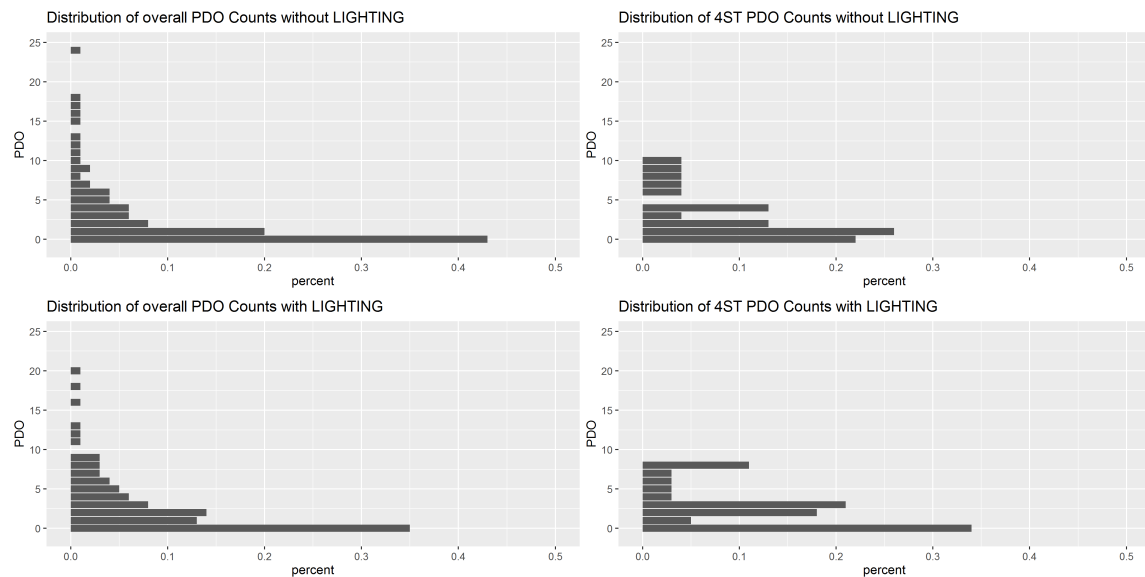 Distribution of overall PDO Counts without LIGHTING
25
20
15
10
5
0
PDO
0.0 0.1 0.2 0.3 0.4 0.5
percent
Distribution of 4ST PDO Counts without LIGHTING
25
20
15
10
5
0
PDO
0.0 0.1 0.2 0.3 0.4 0.5
percent
Distribution of overall PDO Counts with LIGHTING
25
20
15
10
5
0
PDO
0.0 0.1 0.2 0.3 0.4 0.5
percent
Distribution of 4ST PDO Counts with LIGHTING
25
20
15
10
5
0
PDO
0.0 0.1 0.2 0.3 0.4 0.5
percent